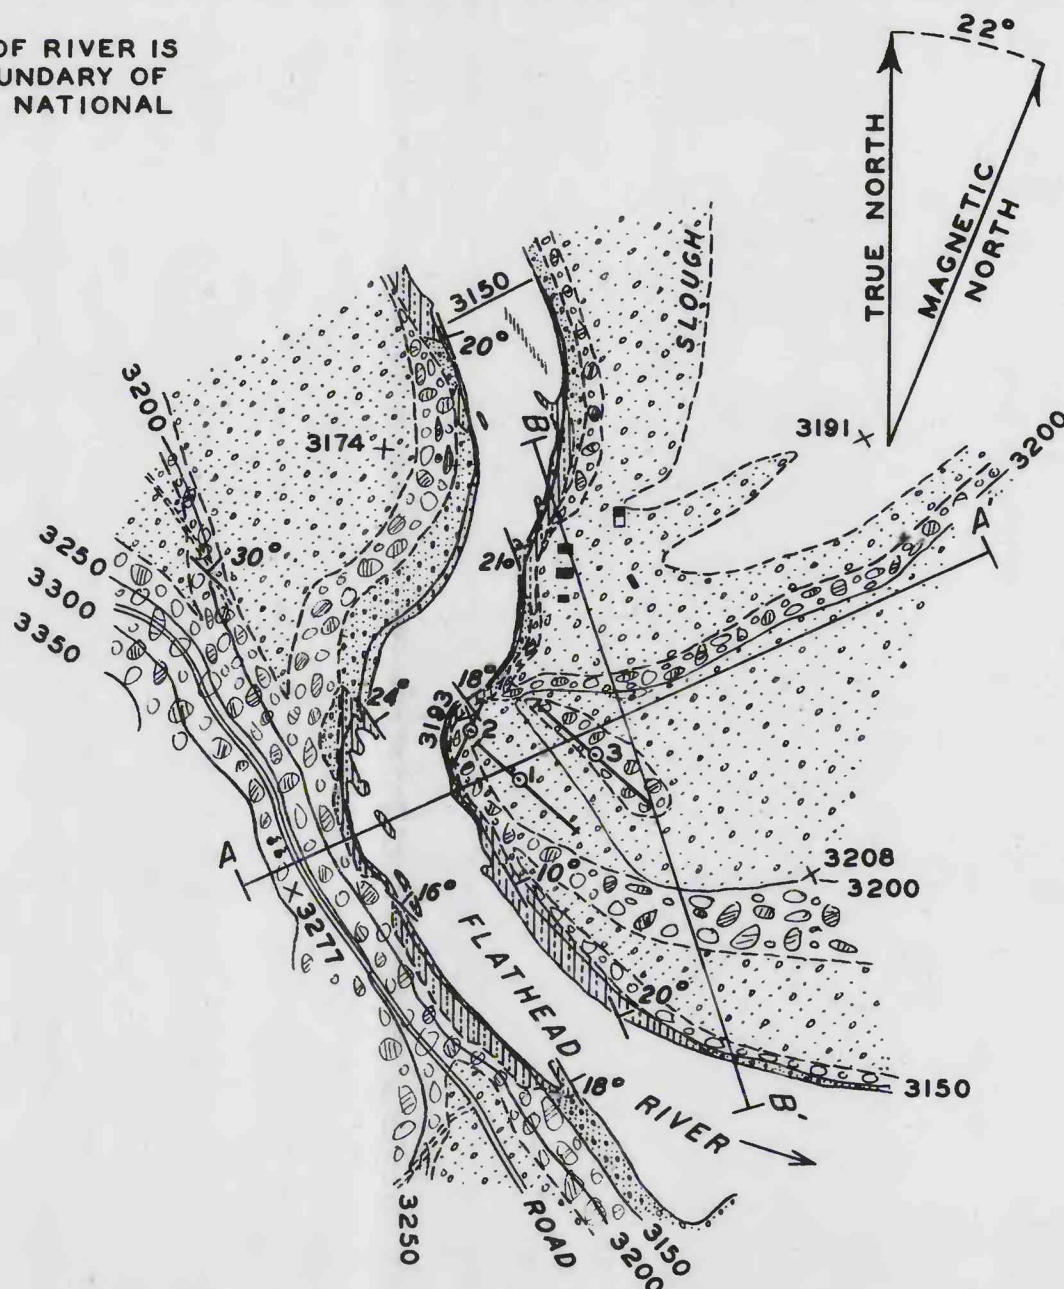 OF RIVER IS
UNDARY OF
NATIONAL
22°
TRUE NORTH
MAGNETIC
NORTH
SLOUGH
3150
20°
3200
3174
B
3191
3200
A'
3250
3300
3350
30°
21°
24°
18°
3193
2
1
3
A
3277
16°
10°
3208
3200
FLATHEAD
RIVER
20°
18°
3150
B'
3250
ROAD
3150
3200